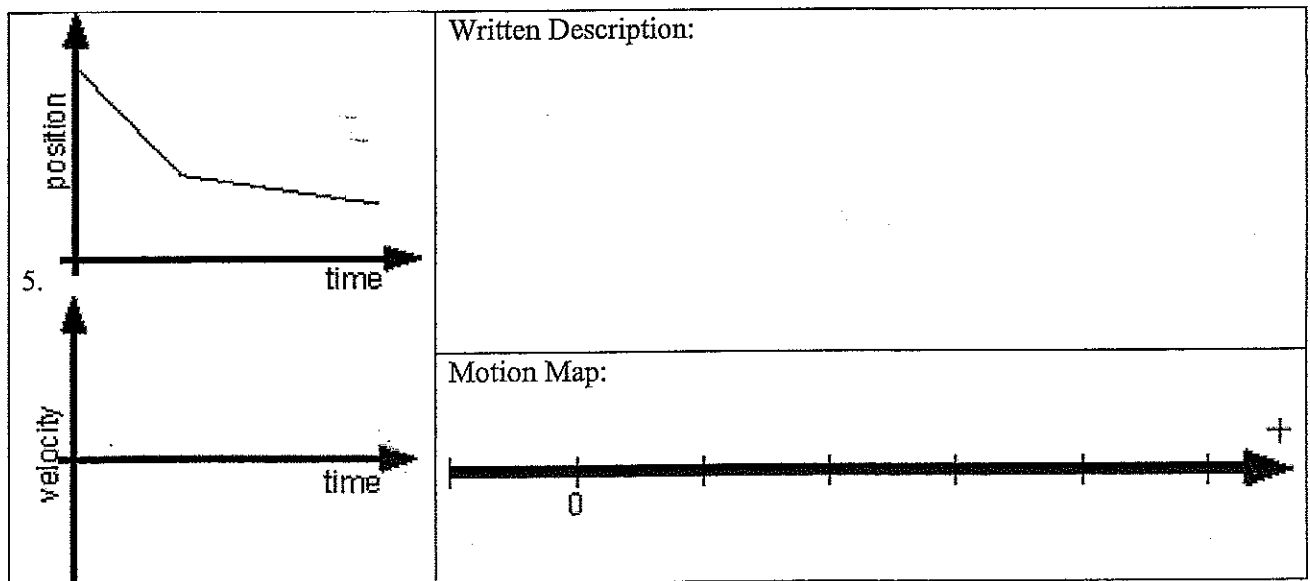 Written Description:
position
time
5.
velocity
time
Motion Map:
+
0